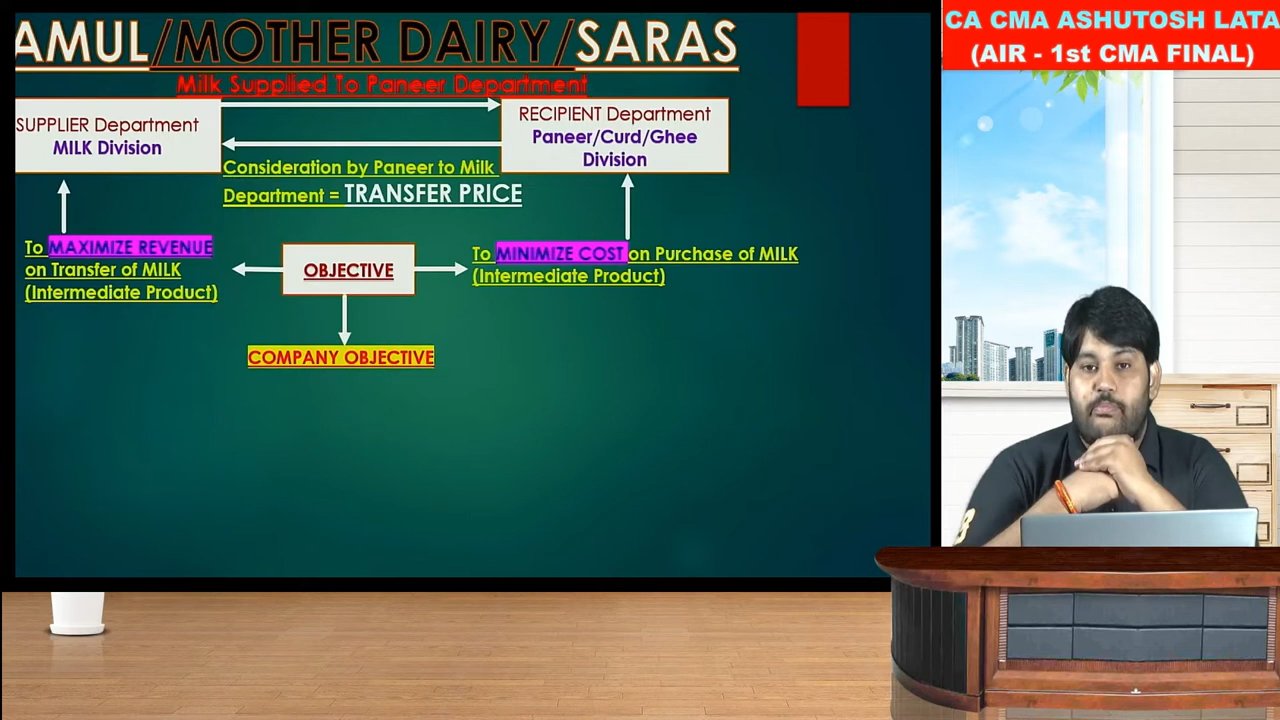 AMUL/MOTHER DAIRY/SARAS
Milk Supplied To Paneer Department
SUPPLIER Department
MILK Division
RECIPIENT Department
Paneer/Curd/Ghee
Division
Consideration by Paneer to Milk
Department = TRANSFER PRICE
To MAXIMIZE REVENUE
on Transfer of MILK
(Intermediate Product)
OBJECTIVE
To MINIMIZE COST on Purchase of MILK
(Intermediate Product)
COMPANY OBJECTIVE
CA CMA ASHUTOSH LATA
(AIR - 1st CMA FINAL)